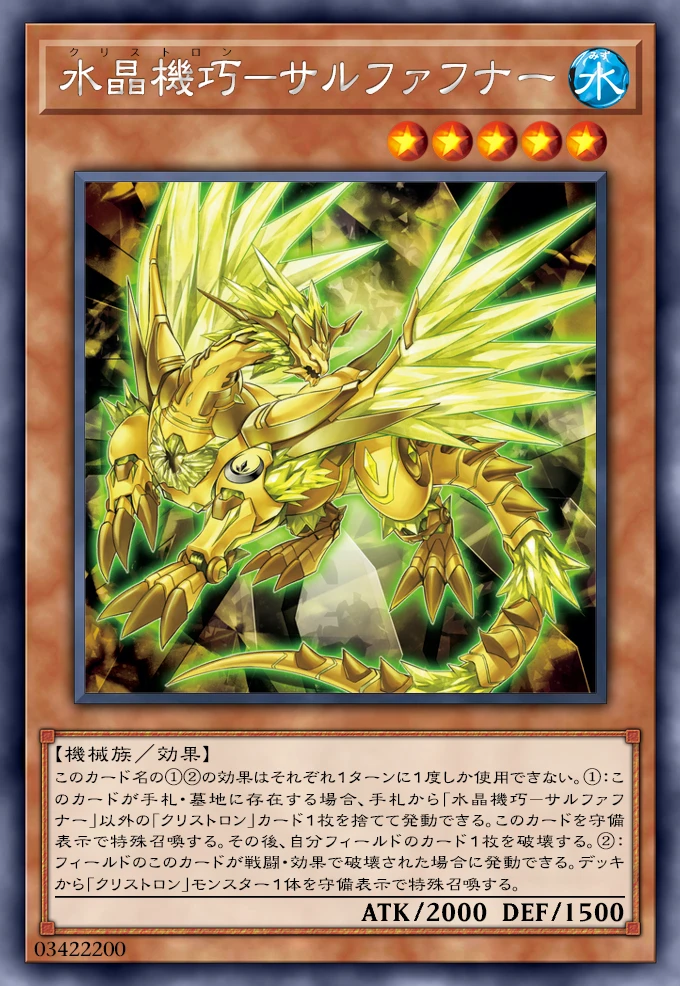 クリストロン
水晶機巧－サルファフナー
みず
水
【機械族／効果】
このカード名の①②の効果はそれぞれ1ターンに1度しか使用できない。①：こ
のカードが手札・墓地に存在する場合、手札から「水晶機巧－サルファフ
ナー」以外の「クリストロン」カード1枚を捨てて発動できる。このカードを守備
表示で特殊召喚する。その後、自分フィールドのカード1枚を破壊する。②：
フィールドのこのカードが戦闘・効果で破壊された場合に発動できる。デッキ
から「クリストロン」モンスター1体を守備表示で特殊召喚する。
ATK/2000 DEF/1500
03422200